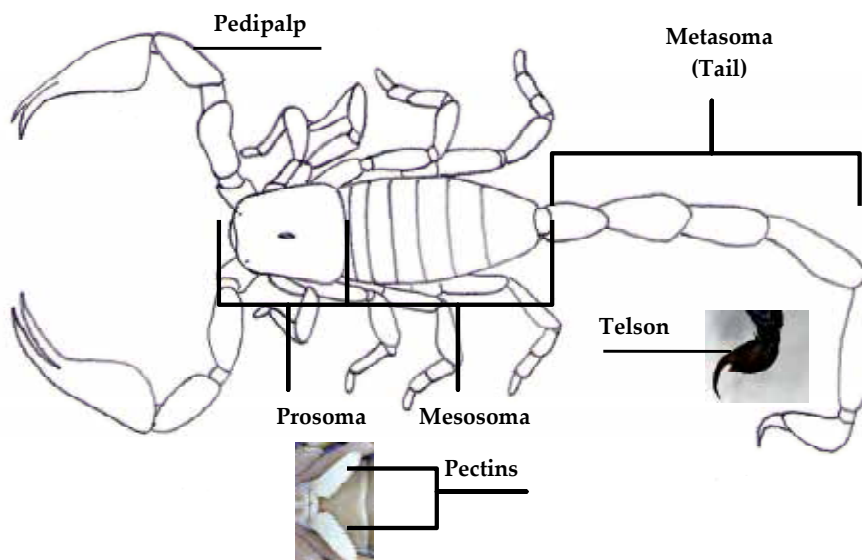 Pedipalp
Metasoma
(Tail)
Telson
Prosoma
Mesosoma
Pectins